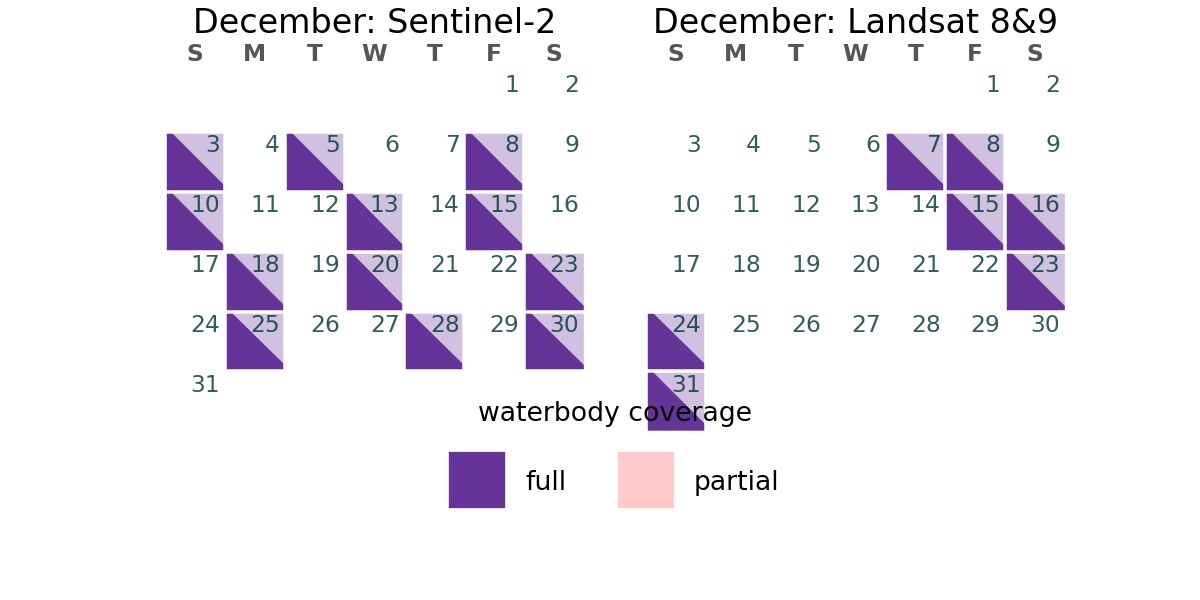 December: Sentinel-2
S M T W T F S
1 2
3 4 5 6 7 8 9
10 11 12 13 14 15 16
17 18 19 20 21 22 23
24 25 26 27 28 29 30
31
December: Landsat 8&9
S M T W T F S
1 2
3 4 5 6 7 8 9
10 11 12 13 14 15 16
17 18 19 20 21 22 23
24 25 26 27 28 29 30
31
waterbody coverage
full partial